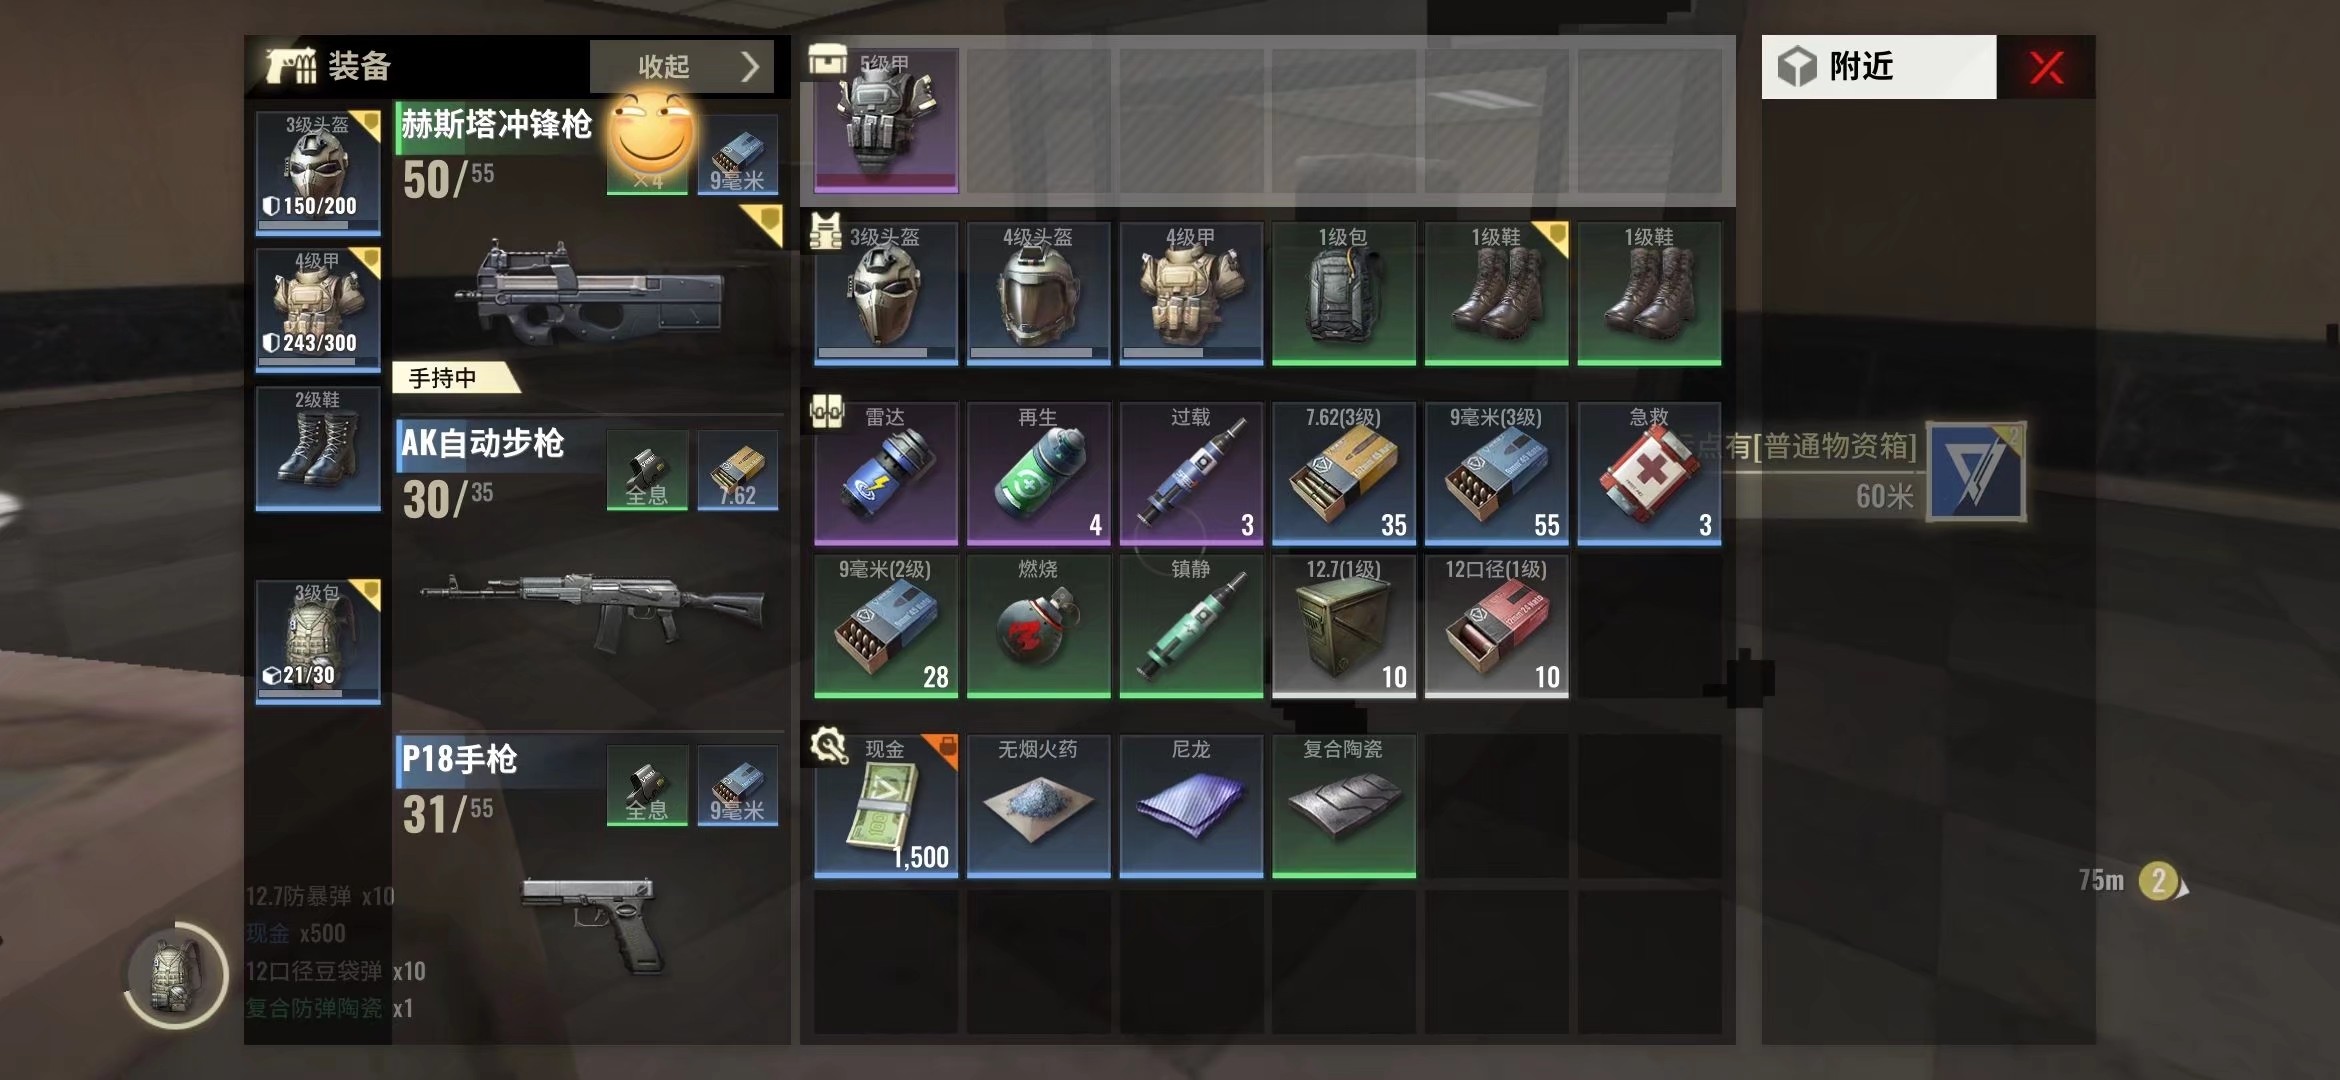 装备
收起
3级头盔
150/200
4级甲
243/300
2级鞋
3级包
21/30
赫斯塔冲锋枪
50/55
×4
9毫米
手持中
AK自动步枪
30/35
全息
7.62
P18手枪
31/55
全息
9毫米
12.7防暴弹 x10
现金 x500
12口径豆袋弹 x10
复合防弹陶瓷 x1
5级甲
3级头盔
4级头盔
4级甲
1级包
1级鞋
1级鞋
雷达
再生
4
过载
3
7.62(3级)
35
9毫米(3级)
55
急救
3
9毫米(2级)
28
燃烧
镇静
12.7(1级)
10
12口径(1级)
10
现金
1,500
无烟火药
尼龙
复合陶瓷
附近
点有[普通物资箱]
60米
2
75m
2